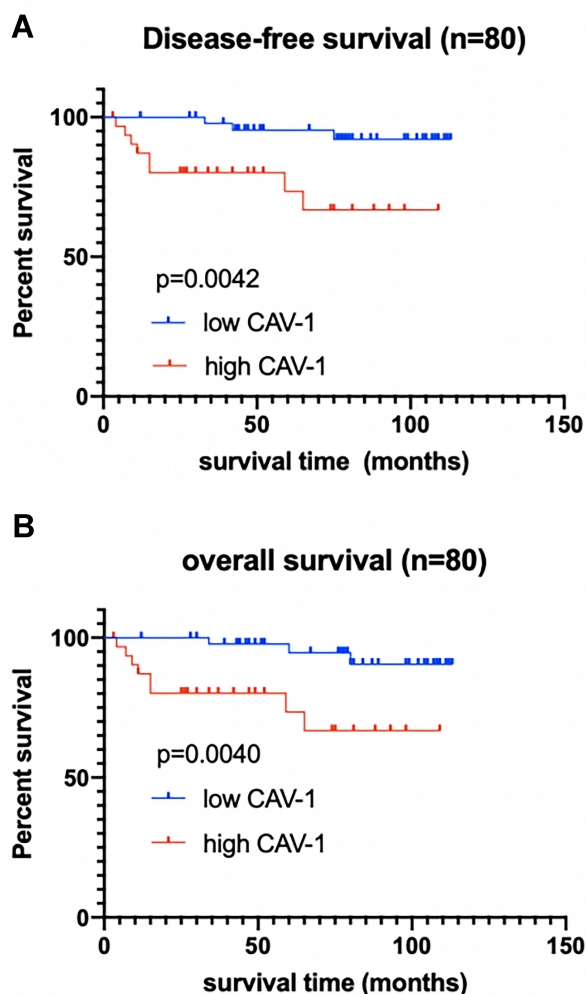 A
Disease-free survival (n=80)
Percent survival
100
50
0
p=0.0042
low CAV-1
high CAV-1
0 50 100 150
survival time (months)
B
overall survival (n=80)
Percent survival
100
50
0
p=0.0040
low CAV-1
high CAV-1
0 50 100 150
survival time (months)